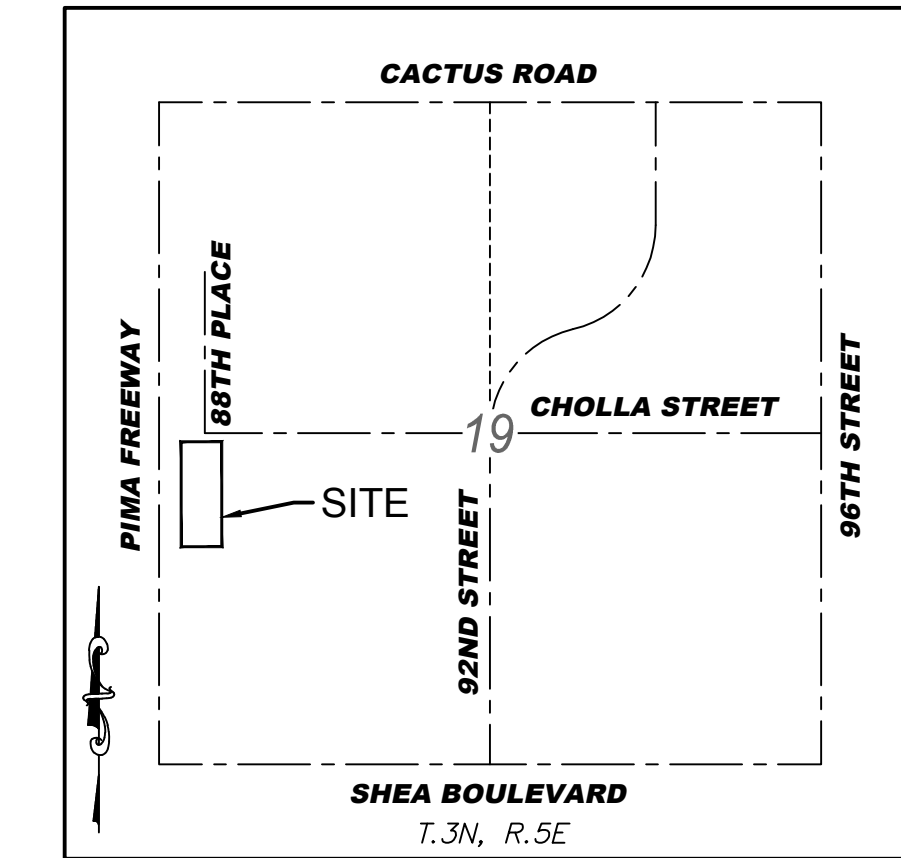 CACTUS ROAD
88TH PLACE
PIMA FREEWAY
CHOLLA STREET
19
96TH STREET
SITE
92ND STREET
SHEA BOULEVARD
T.3N, R.5E